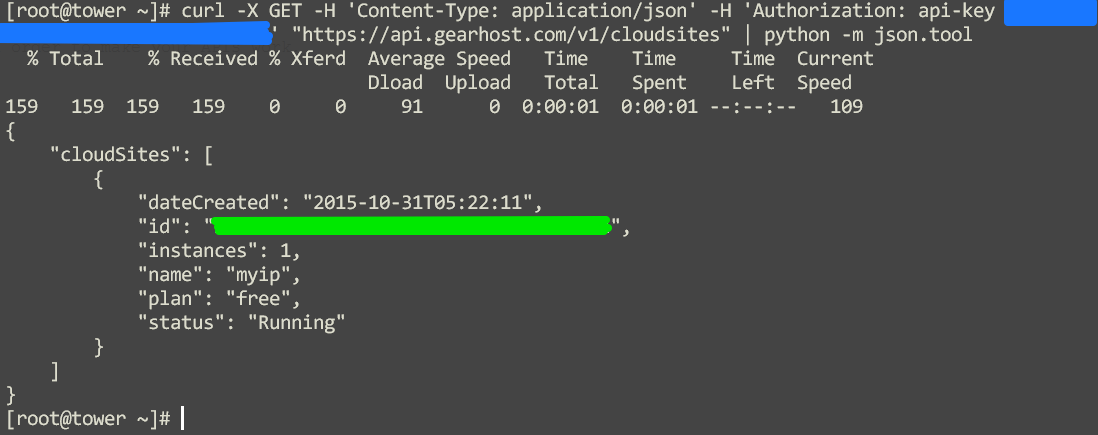 [root@tower ~]# curl -X GET -H 'Content-Type: application/json' -H 'Authorization: api-key
' "https://api.gearhost.com/v1/cloudsites" | python -m json.tool
% Total % Received % Xferd Average Speed Time Time Time Current
Dload Upload Total Spent Left Speed
159 159 159 159 0 0 91 0 0:00:01 0:00:01 --:--:-- 109
{
"cloudSites": [
{
"dateCreated": "2015-10-31T05:22:11",
"id": "",
"instances": 1,
"name": "myip",
"plan": "free",
"status": "Running"
}
]
}
[root@tower ~]#